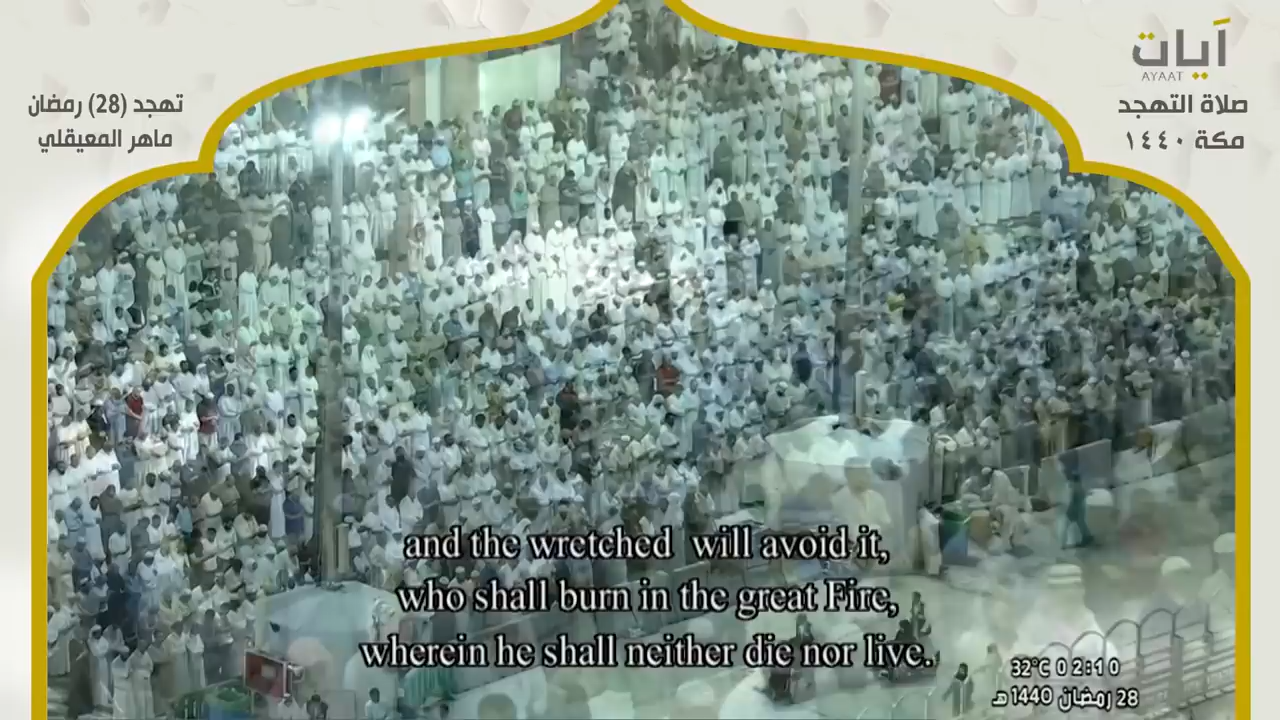 آيات
AYAAT
صلاة التهجد
مكة ١٤٤٠
تهجد (28) رمضان
ماهر المعيقلي
and the wretched will avoid it,
who shall burn in the great Fire,
wherein he shall neither die nor live.
32°C 02:10
28 رمضان 1440 هـ